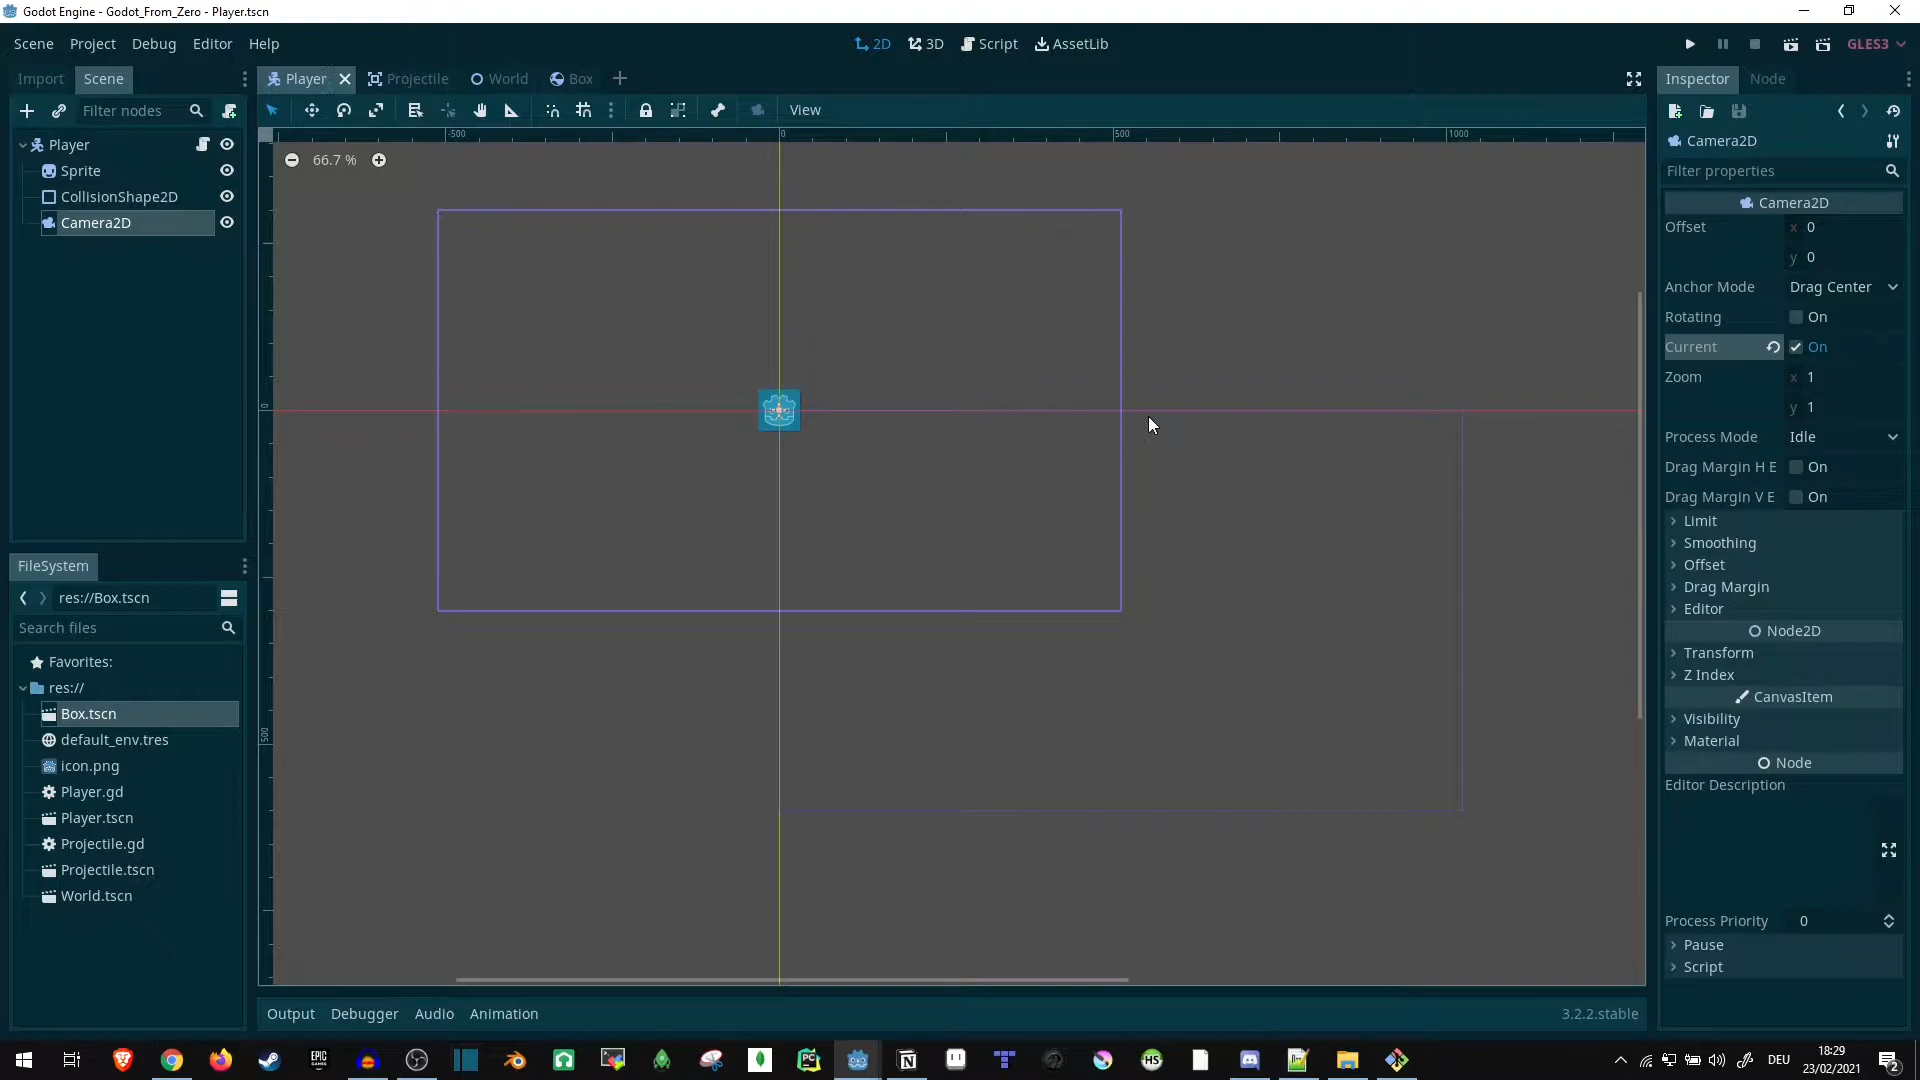 Godot Engine - Godot_From_Zero - Player.tscn
Scene Project Debug Editor Help
2D 3D Script AssetLib
GLES3
Import Scene
Player Projectile World Box
Inspector Node
Filter nodes
View
Player
Sprite
CollisionShape2D
Camera2D
-500 0 500 1000
66.7 %
0
500
FileSystem
res://Box.tscn
Search files
Favorites:
res://
Box.tscn
default_env.tres
icon.png
Player.gd
Player.tscn
Projectile.gd
Projectile.tscn
World.tscn
Camera2D
Filter properties
Camera2D
Offset x 0
y 0
Anchor Mode Drag Center
Rotating On
Current On
Zoom x 1
y 1
Process Mode Idle
Drag Margin H E On
Drag Margin V E On
Limit
Smoothing
Offset
Drag Margin
Editor
Node2D
Transform
Z Index
CanvasItem
Visibility
Material
Node
Editor Description
Process Priority 0
Pause
Script
Output Debugger Audio Animation
3.2.2.stable
EPIC
PC
HS
DEU
18:29
23/02/2021
2